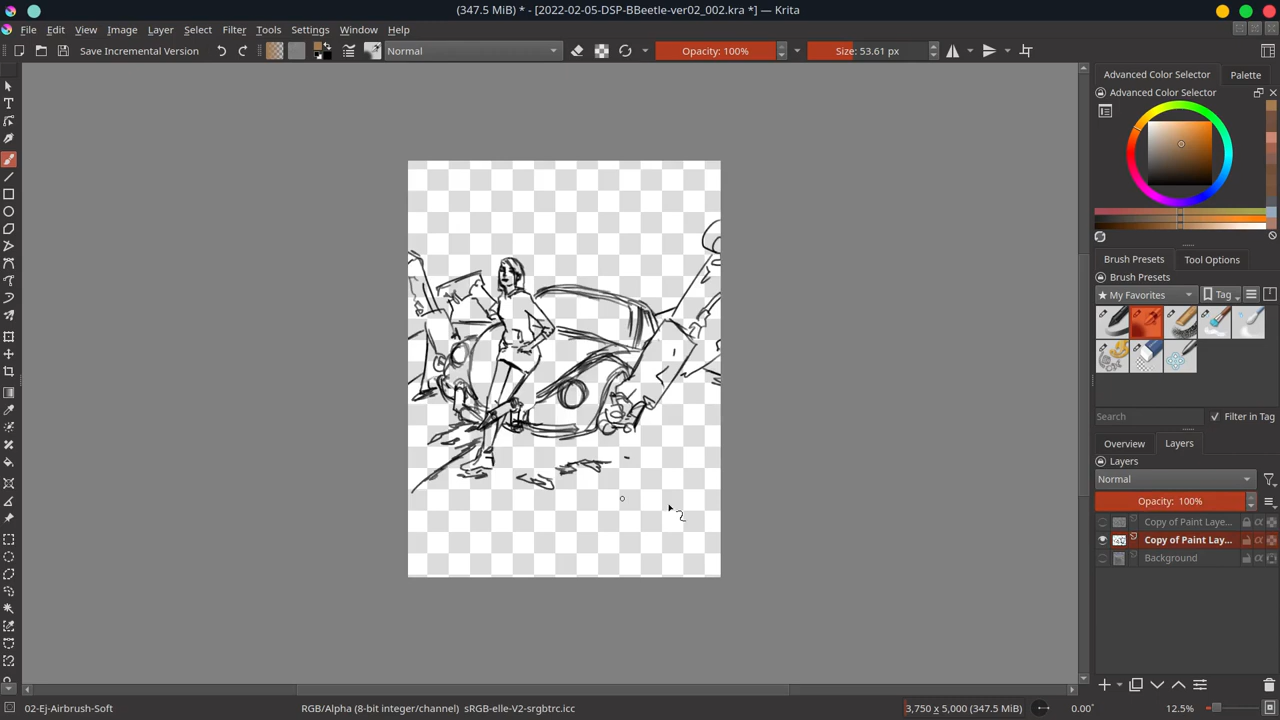 (347.5 MiB) * - [2022-02-05-DSP-BBeetle-ver02_002.kra *] — Krita
File Edit View Image Layer Select Filter Tools Settings Window Help
Save Incremental Version Normal Opacity: 100% Size: 53.61 px
Advanced Color Selector Palette
Advanced Color Selector
Brush Presets Tool Options
Brush Presets
★ My Favorites Tag
Search Filter in Tag
Overview Layers
Layers
Normal
Opacity: 100%
Copy of Paint Laye...
Copy of Paint Lay...
Background
02-Ej-Airbrush-Soft RGB/Alpha (8-bit integer/channel) sRGB-elle-V2-srgbtrc.icc 3,750 x 5,000 (347.5 MiB) 0.00° 12.5%